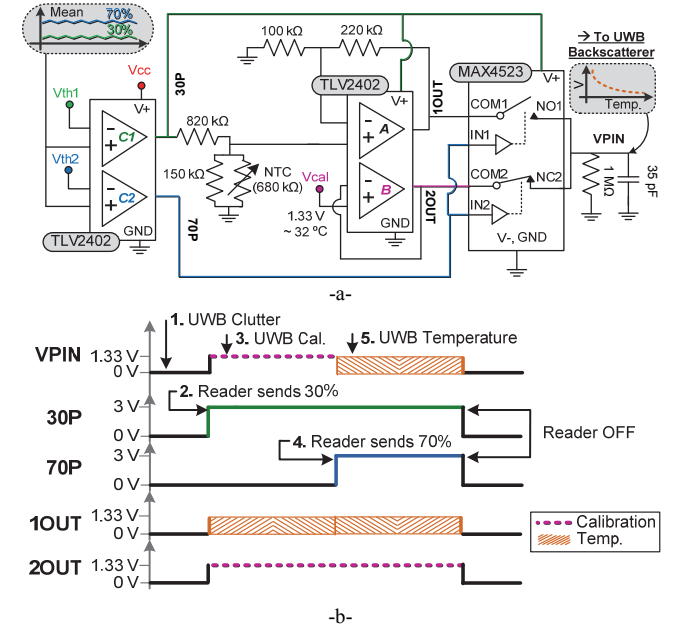 Mean 70%
30%
Vcc
Vth1
Vth2
V+
−
+
C1
−
+
C2
GND
TLV2402
30P
70P
820 kΩ
150 kΩ
NTC
(680 kΩ)
100 kΩ
220 kΩ
TLV2402
V+
−
+
A
B
−
+
GND
Vcal
1.33 V
~ 32 ºC
1OUT
2OUT
MAX4523
V+
COM1
NO1
IN1
COM2
NC2
IN2
V-, GND
→ To UWB
Backscatterer
V
Temp.
VPIN
1 MΩ
35 pF
-a-
1. UWB Clutter
3. UWB Cal.
5. UWB Temperature
VPIN
1.33 V
0 V
2. Reader sends 30%
30P
3 V
0 V
Reader OFF
4. Reader sends 70%
70P
3 V
0 V
1OUT
1.33 V
0 V
2OUT
1.33 V
0 V
Calibration
Temp.
-b-